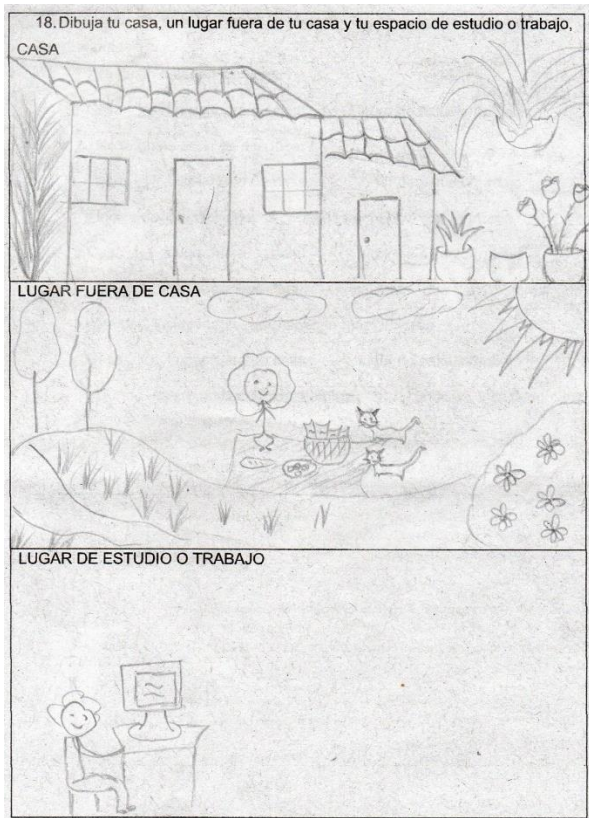 18. Dibuja tu casa, un lugar fuera de tu casa y tu espacio de estudio o trabajo,
CASA
LUGAR FUERA DE CASA
LUGAR DE ESTUDIO O TRABAJO